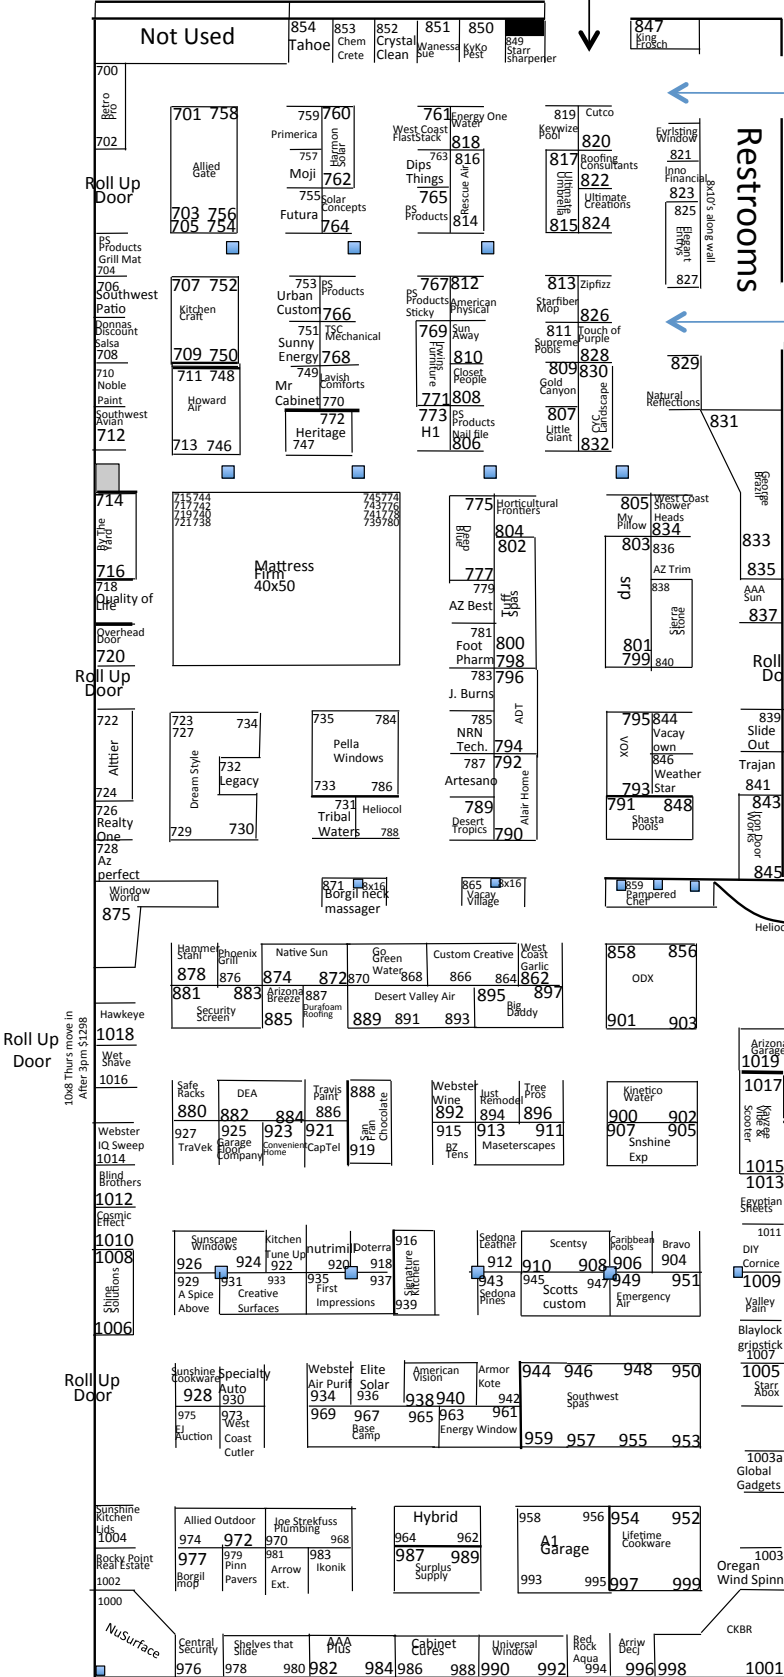 Not Used
854
Tahoe
853
Chem
Crete
852
Crystal
Clean
851
Wanessa
Sue
850
KyKo
Pest
849
Starr
sharpener
847
King
Frosch
700
Retro
Pro
702
701 758
Allied
Gate
703 756
705 754
759
Primerica
760
Harmon
Solar
762
757
Moji
755
Futura
Solar
Concepts
764
761
West Coast
FlastStack
Energy One
Water
818
763
Dips
Things
816
Rescue Air
814
765
PS
Products
819
Keywize
Pool
Cutco
820
817
Ultimate
Umbrella
815
Roofing
Consultants
822
Ultimate
Creations
824
Evrlsting
Window
821
Inno
Financial
823
825
Elegant
Entrys
827
8x10's along wall
Restrooms
Roll Up
Door
PS
Products
Grill Mat
704
706
Southwest
Patio
Donnas
Discount
Salsa
708
710
Noble
Paint
Southwest
Avian
712
707 752
Kitchen
Craft
709 750
711 748
Howard
Air
713 746
753
Urban
Custom
PS
Products
766
751
Sunny
Energy
TSC
Mechanical
768
749
Mr
Cabinet
Lavish
Comforts
770
772
Heritage
747
767
PS
Products
Sticky
812
American
Physical
769
Irwins
Furniture
771
Sun
Away
810
Closet
People
808
773
H1
PS
Products
Nail file
806
813
Starfiber
Mop
Zipfizz
826
811
Supreme
Pools
Touch of
Purple
828
809
Gold
Canyon
830
CYC
Landscape
832
807
Little
Giant
829
Natural
Reflections
831
George
Brazil
833
835
AAA
Sun
837
714
By The
Yard
716
718
Quality of
Life
Overhead
Door
720
Roll Up
Door
715744
717742
719740
721738
745774
743776
741778
739780
Mattress
Firm
40x50
775
Deep
Blue
777
Horticultural
Frontiers
804
802
Tuff
Spas
800
798
779
AZ Best
781
Foot
Pharm
783
J. Burns
796
ADT
794
785
NRN
Tech.
787
Artesano
792
Alair Home
790
789
Desert
Tropics
805
My
Pillow
West Coast
Shower
Heads
834
803
srp
801
799
836
AZ Trim
838
Sierra
Stone
840
Roll
Do
722
Alttier
724
726
Realty
One
728
Az
perfect
723
727
734
Dream Style
732
Legacy
729
730
735 784
Pella
Windows
733 786
731
Tribal
Waters
Heliocol
788
795
VOX
793
844
Vacay
own
846
Weather
Star
791 848
Shasta
Pools
839
Slide
Out
Trajan
841
843
Iron Door
Works
845
Window
World
875
871 8x16
Borgil neck
massager
865 8x16
Vacay
Village
859
Pampered
Chef
Helioc
Hammer
Stahl
878
Phoenix
Grill
876
Native Sun
874 872
Go
Green
Water
870 868
Custom Creative
866 864
West
Coast
Garlic
862
881 883
Security
Screen
Arizona
Breeze
885
887
Durafoam
Roofing
Desert Valley Air
889 891 893
895 897
Big
Daddy
858 856
ODX
901 903
Hawkeye
1018
Wet
Shave
1016
Roll Up
Door
10x8 Thurs move in
After 3pm $1298
Webster
IQ Sweep
1014
Blind
Brothers
1012
Cosmic
Effect
1010
1008
Shine
Solutions
1006
Safe
Racks
880
DEA
882 884
Travis
Paint
886
888
San
Fran
Chocolate
919
927
TraVek
925
Garage
Floor
Company
923
Convenient
Home
921
CapTel
Webster
Wine
892
Just
Remodel
894
Tree
Pros
896
915
BZ
Tens
913 911
Maseterscapes
Kinetico
Water
900 902
907 905
Snshine
Exp
Arizona
Garage
1019
1017
Kayzee
Vibe &
Scooter
1015
1013
Egyptian
Sheets
1011
DIY
Cornice
1009
Valley
Pain
Blaylock
gripstick
1007
1005
Starr
Abox
Sunscape
Windows
926 924
Kitchen
Tune Up
922
nutrimill
920
Doterra
918
916
Signature
Kitchen
939
929
A Spice
Above
931 933
Creative
Surfaces
935 937
First
Impressions
Sedona
Leather
912
Scentsy
910 908
Caribbean
Pools
906
Bravo
904
943
Sedona
Pines
945 947
Scotts
custom
949 951
Emergency
Air
Roll Up
Door
Sunshine
Cookware
928
Specialty
Auto
930
975
EJ
Auction
973
West
Coast
Cutler
Webster
Air Purif
934
Elite
Solar
936
American
Vision
938 940
Armor
Kote
942
969 967 965
Base
Camp
963 961
Energy Window
944 946 948 950
Southwest
Spas
959 957 955 953
1003a
Global
Gadgets
Sunshine
Kitchen
Lids
1004
Rocky Point
Real Estate
1002
1000
NuSurface
Allied Outdoor
974 972
Joe Strekfuss
Plumbing
970 968
977
Borgil
mop
979
Pinn
Pavers
981
Arrow
Ext.
983
Ikonik
Hybrid
964 962
987 989
Surplus
Supply
958 956
A1
Garage
993 995
954 952
Lifetime
Cookware
997 999
1003
Oregan
Wind Spinn
Central
Security
976
Shelves that
Slide
978 980
AAA
Plus
982 984
Cabinet
Cures
986 988
Universal
Window
990 992
Red
Rock
Aqua
994
Arriw
Decj
996
998
CKBR
1001